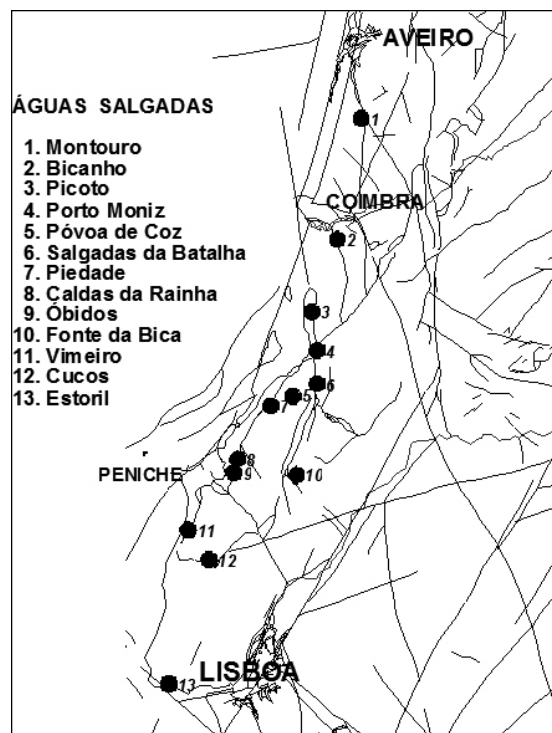 AVEIRO
ÁGUAS SALGADAS
1. Montouro
2. Bicanho
3. Picoto
4. Porto Moniz
5. Póvoa de Coz
6. Salgadas da Batalha
7. Piedade
8. Caldas da Rainha
9. Óbidos
10. Fonte da Bica
11. Vimeiro
12. Cucos
13. Estoril
1
COIMBRA
2
3
4
6
5
7
8
PENICHE
9
10
11
12
LISBOA
13